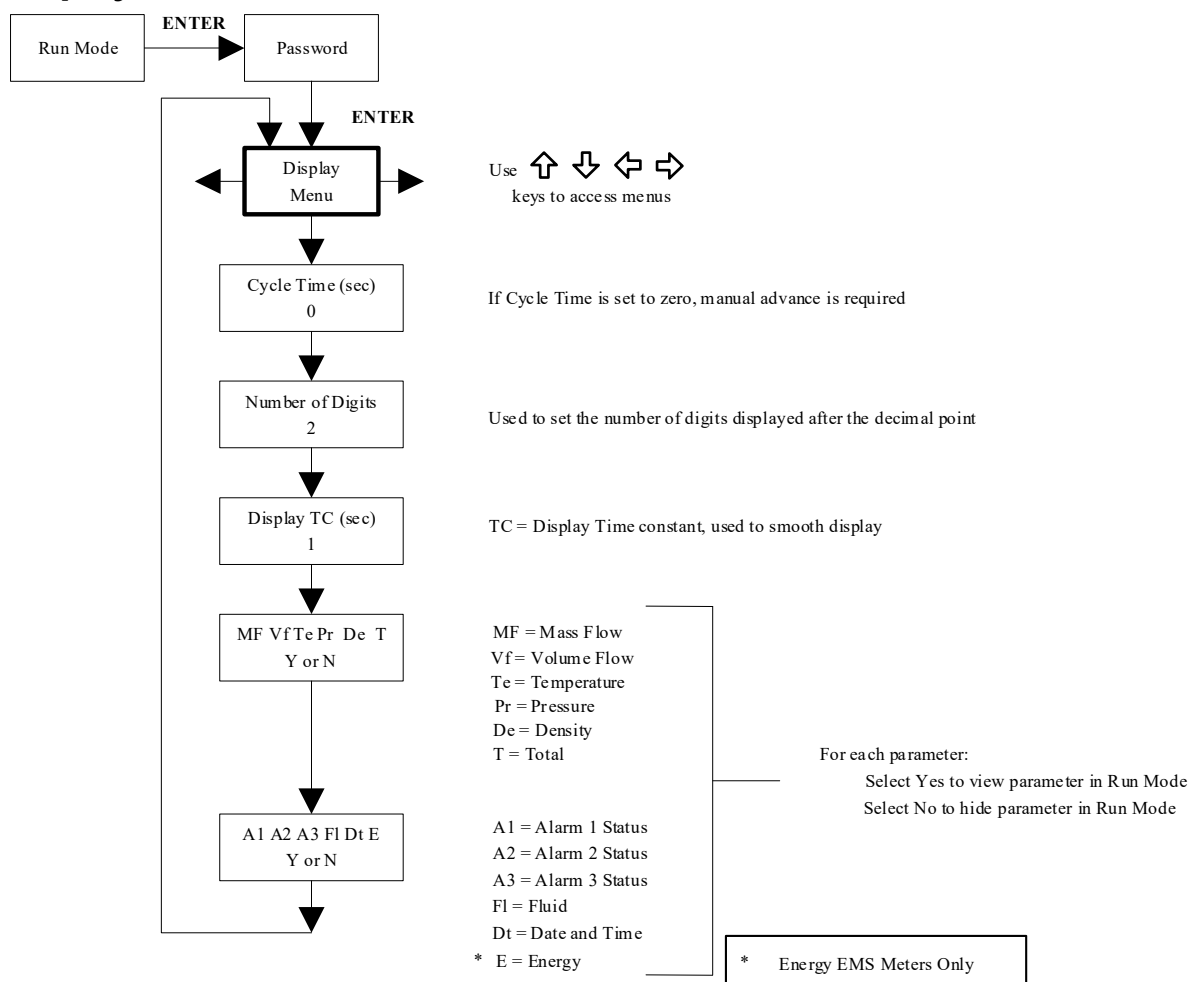 ENTER
Run Mode
Password
ENTER
Display
Menu
Use
keys to access menus
Cycle Time (sec)
0
If Cycle Time is set to zero, manual advance is required
Number of Digits
2
Used to set the number of digits displayed after the decimal point
Display TC (sec)
1
TC = Display Time constant, used to smooth display
MF Vf Te Pr De T
Y or N
MF = Mass Flow
Vf = Volume Flow
Te = Temperature
Pr = Pressure
De = Density
T = Total
For each parameter:
Select Yes to view parameter in Run Mode
Select No to hide parameter in Run Mode
A1 A2 A3 Fl Dt E
Y or N
A1 = Alarm 1 Status
A2 = Alarm 2 Status
A3 = Alarm 3 Status
Fl = Fluid
Dt = Date and Time
* E = Energy
* Energy EMS Meters Only